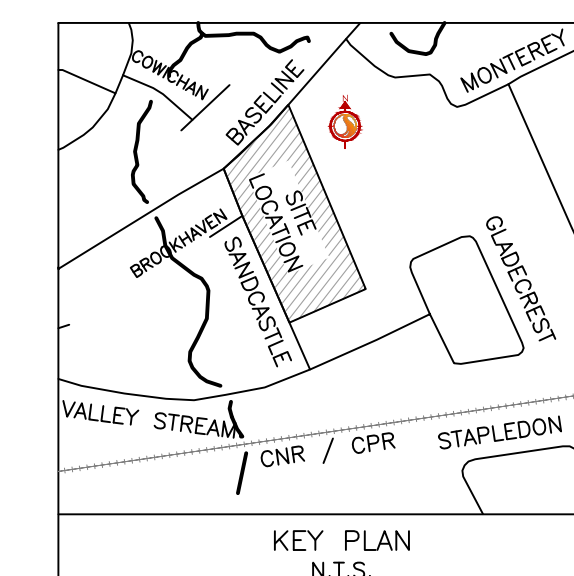 COWICHAN
BASELINE
MONTEREY
N
SITE
LOCATION
BROOKHAVEN
SANDCASTLE
GLADECREST
VALLEY STREAM
CNR / CPR
STAPLEDON
KEY PLAN
N.T.S.